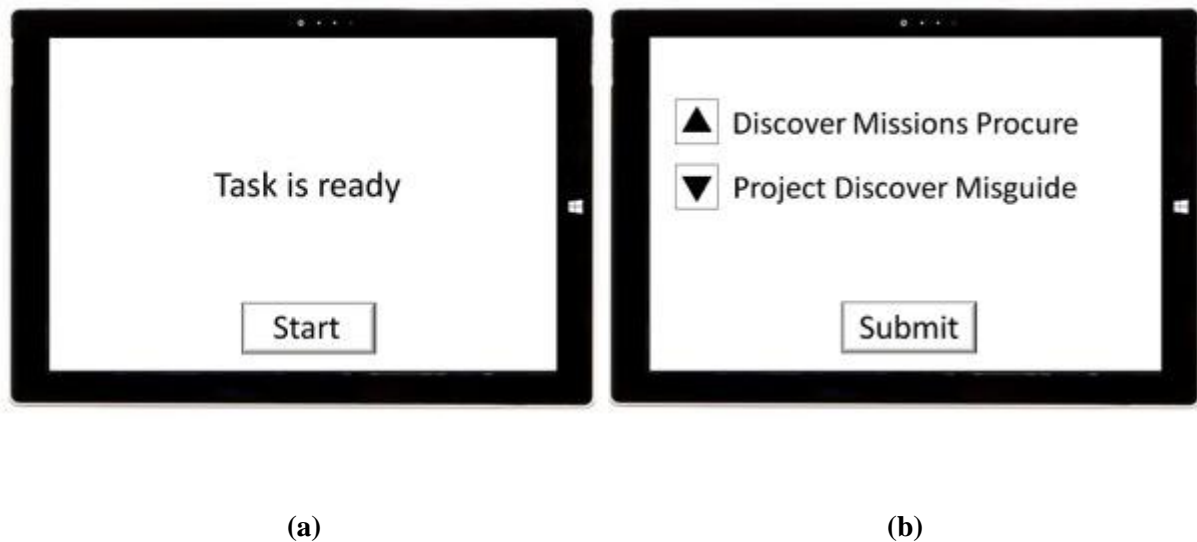 Task is ready
Start
Discover Missions Procure
Project Discover Misguide
Submit
(a)
(b)